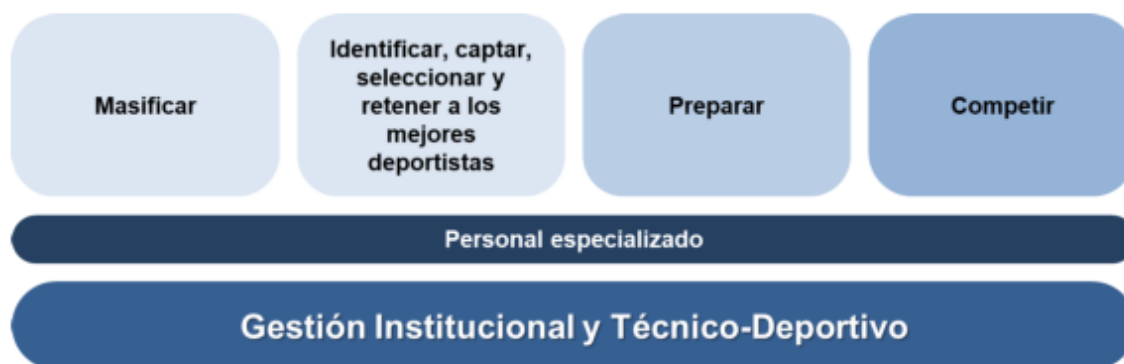 Masificar
Identificar, captar,
seleccionar y
retener a los
mejores
deportistas
Preparar
Competir
Personal especializado
Gestión Institucional y Técnico-Deportivo